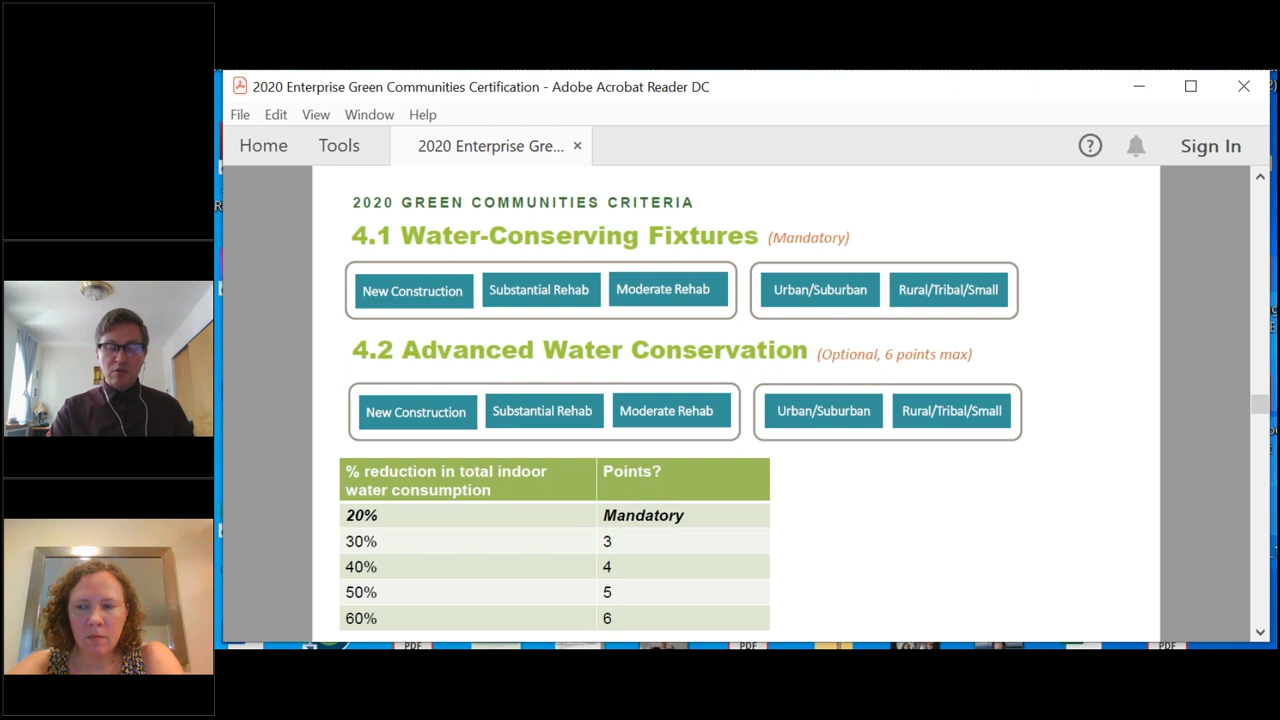 2020 Enterprise Green Communities Certification - Adobe Acrobat Reader DC
File Edit View Window Help
Home Tools 2020 Enterprise Gre... × ? Sign In
2020 GREEN COMMUNITIES CRITERIA
4.1 Water-Conserving Fixtures (Mandatory)
New Construction Substantial Rehab Moderate Rehab Urban/Suburban Rural/Tribal/Small
4.2 Advanced Water Conservation (Optional, 6 points max)
New Construction Substantial Rehab Moderate Rehab Urban/Suburban Rural/Tribal/Small
% reduction in total indoor
water consumption
Points?
20% Mandatory
30% 3
40% 4
50% 5
60% 6
PDF PDF PDF